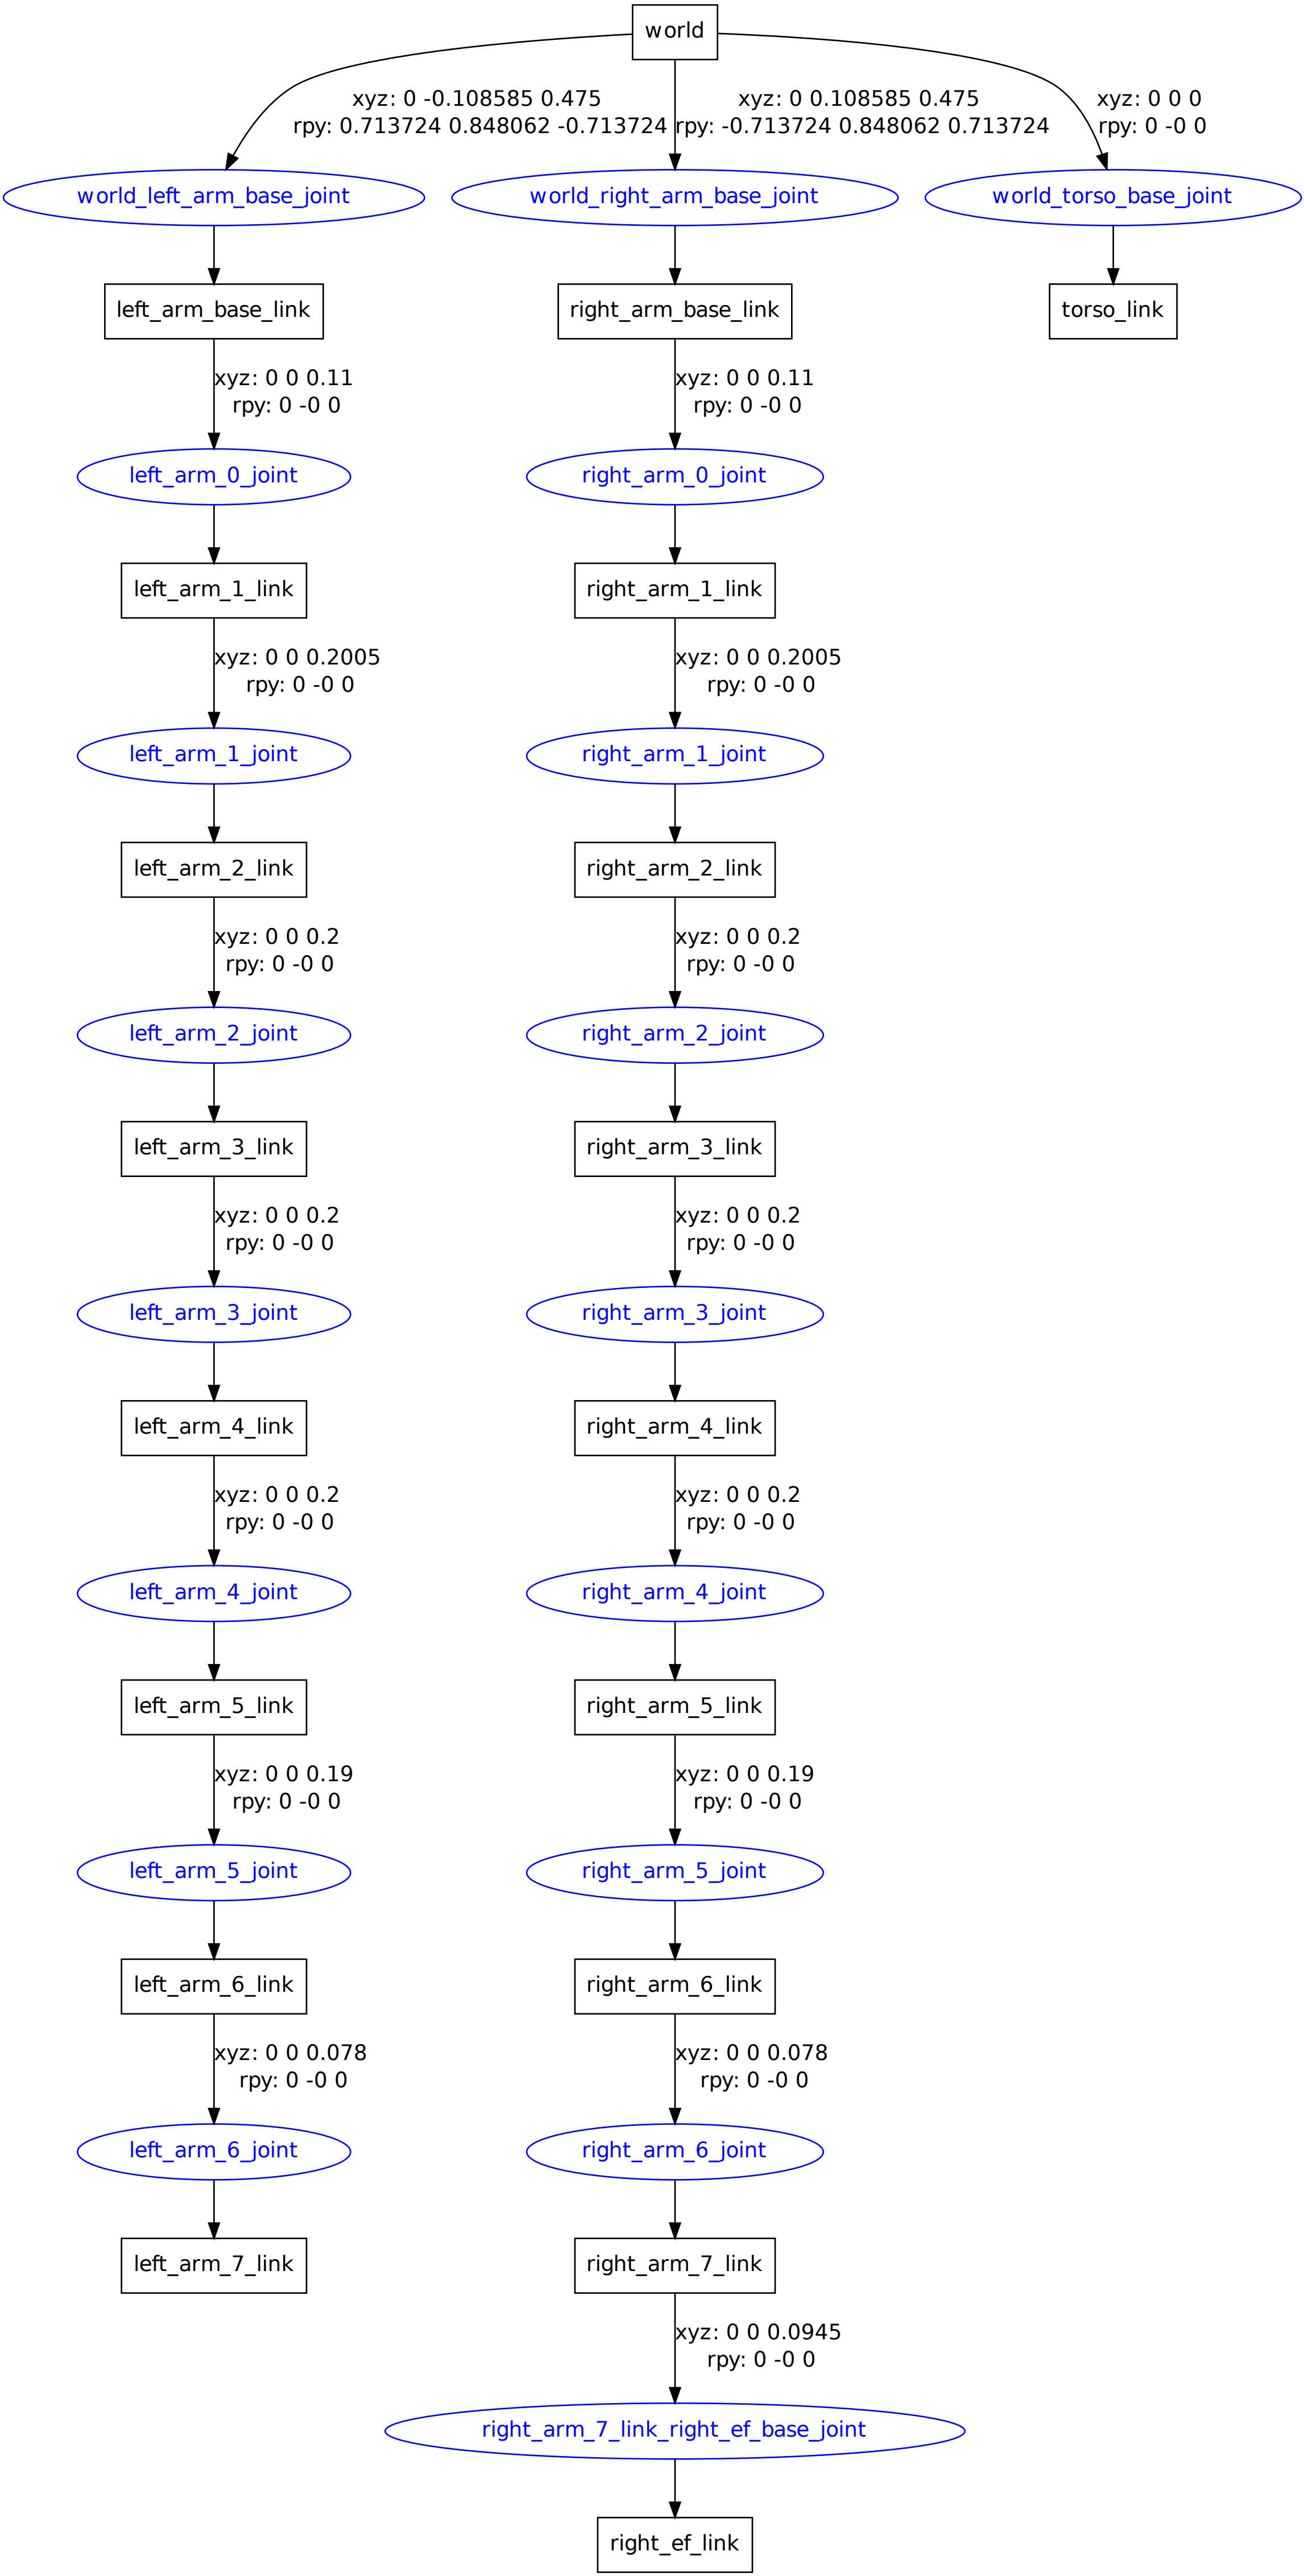 world
xyz: 0 -0.108585 0.475
rpy: 0.713724 0.848062 -0.713724
xyz: 0 0.108585 0.475
rpy: -0.713724 0.848062 0.713724
xyz: 0 0 0
rpy: 0 -0 0
world_left_arm_base_joint
world_right_arm_base_joint
world_torso_base_joint
left_arm_base_link
right_arm_base_link
torso_link
xyz: 0 0 0.11
rpy: 0 -0 0
xyz: 0 0 0.11
rpy: 0 -0 0
left_arm_0_joint
right_arm_0_joint
left_arm_1_link
right_arm_1_link
xyz: 0 0 0.2005
rpy: 0 -0 0
xyz: 0 0 0.2005
rpy: 0 -0 0
left_arm_1_joint
right_arm_1_joint
left_arm_2_link
right_arm_2_link
xyz: 0 0 0.2
rpy: 0 -0 0
xyz: 0 0 0.2
rpy: 0 -0 0
left_arm_2_joint
right_arm_2_joint
left_arm_3_link
right_arm_3_link
xyz: 0 0 0.2
rpy: 0 -0 0
xyz: 0 0 0.2
rpy: 0 -0 0
left_arm_3_joint
right_arm_3_joint
left_arm_4_link
right_arm_4_link
xyz: 0 0 0.2
rpy: 0 -0 0
xyz: 0 0 0.2
rpy: 0 -0 0
left_arm_4_joint
right_arm_4_joint
left_arm_5_link
right_arm_5_link
xyz: 0 0 0.19
rpy: 0 -0 0
xyz: 0 0 0.19
rpy: 0 -0 0
left_arm_5_joint
right_arm_5_joint
left_arm_6_link
right_arm_6_link
xyz: 0 0 0.078
rpy: 0 -0 0
xyz: 0 0 0.078
rpy: 0 -0 0
left_arm_6_joint
right_arm_6_joint
left_arm_7_link
right_arm_7_link
xyz: 0 0 0.0945
rpy: 0 -0 0
right_arm_7_link_right_ef_base_joint
right_ef_link